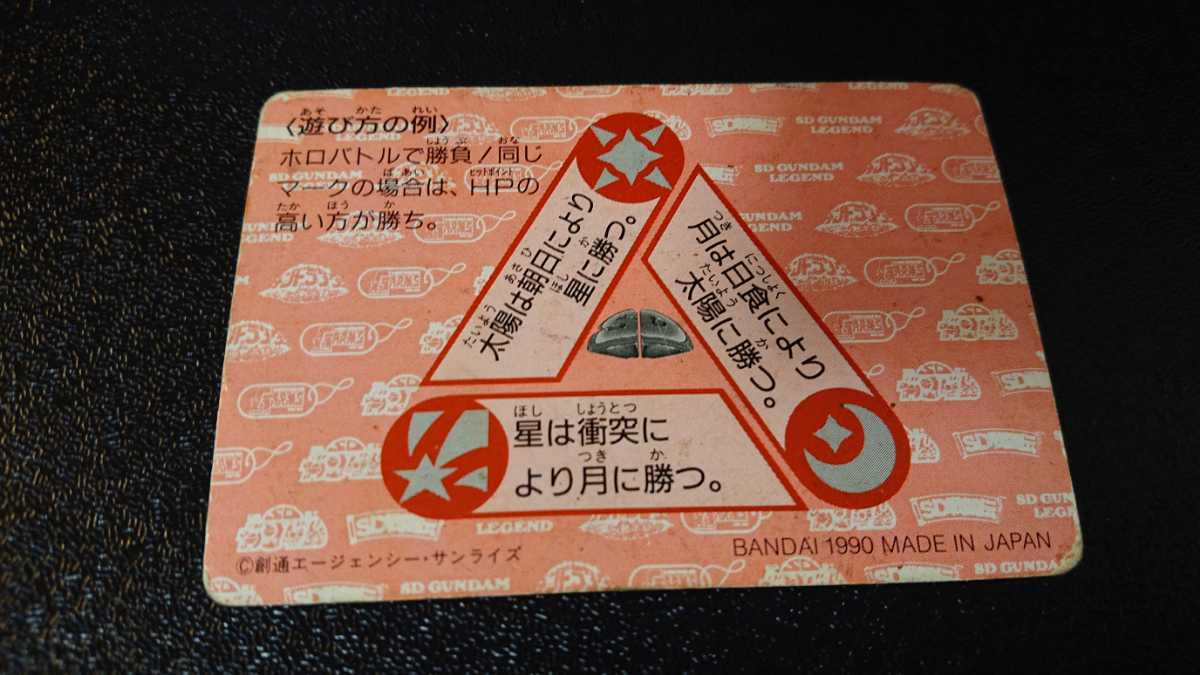 〈遊び方の例〉
ホロバトルで勝負！同じ
マークの場合は、HPの
高い方が勝ち。
太陽は朝日により
星に勝つ。
月は日食により
太陽に勝つ。
星は衝突に
より月に勝つ。
©創通エージェンシー・サンライズ
BANDAI 1990 MADE IN JAPAN
SD GUNDAM
LEGEND